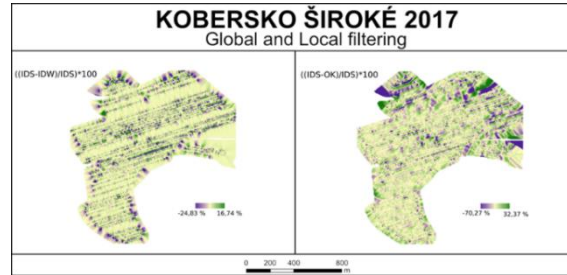 KOBERSKO ŠIROKÉ 2017
Global and Local filtering
((IDS-IDW)/IDS)*100
((IDS-OK)/IDS)*100
-24,83 % 16,74 %
-70,27 % 32,37 %
0 200 400 800
m